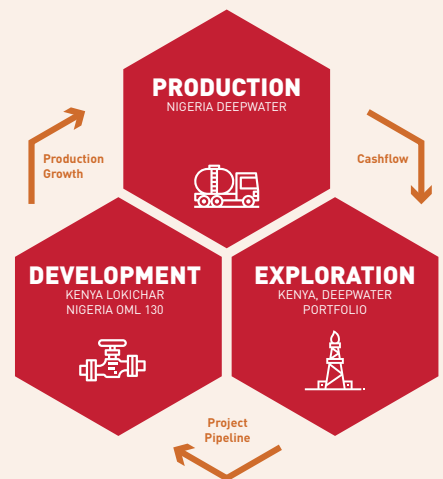 PRODUCTION
NIGERIA DEEPWATER
Production
Growth
Cashflow
DEVELOPMENT
KENYA LOKICHAR
NIGERIA OML 130
EXPLORATION
KENYA, DEEPWATER
PORTFOLIO
Project
Pipeline